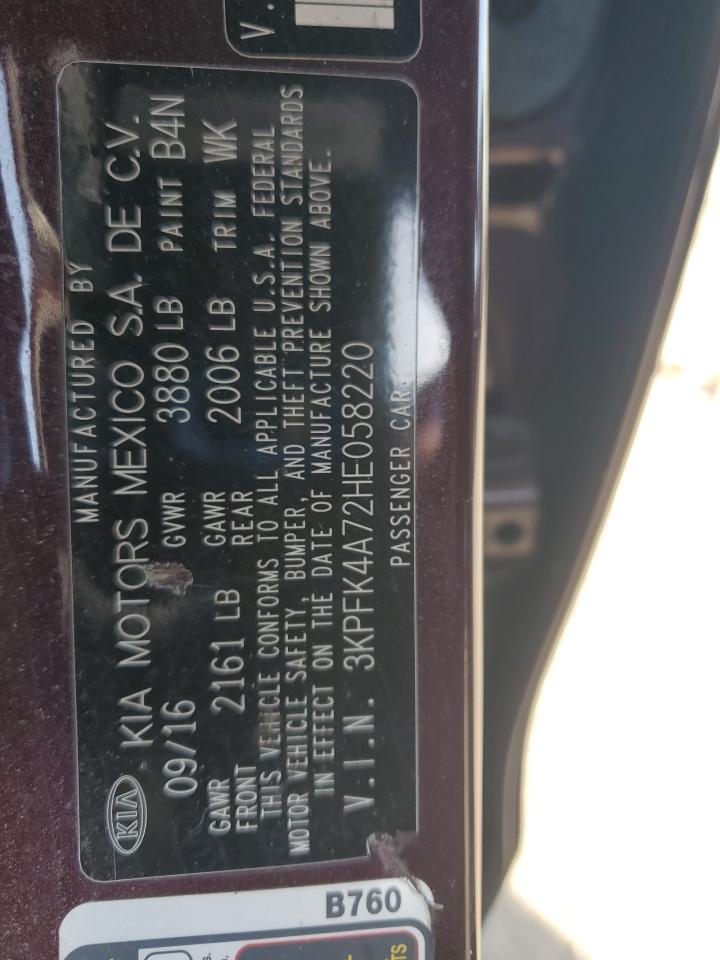 V.
MANUFACTURED BY
KIA KIA MOTORS MEXICO S.A. DE C.V.
09/16 GVWR 3880 LB PAINT B4N
GAWR FRONT 2161 LB GAWR REAR 2006 LB TRIM WK
THIS VEHICLE CONFORMS TO ALL APPLICABLE U.S.A. FEDERAL
MOTOR VEHICLE SAFETY, BUMPER, AND THEFT PREVENTION STANDARDS
IN EFFECT ON THE DATE OF MANUFACTURE SHOWN ABOVE.
V.I.N. 3KPFK4A72HE058220
PASSENGER CAR
B760